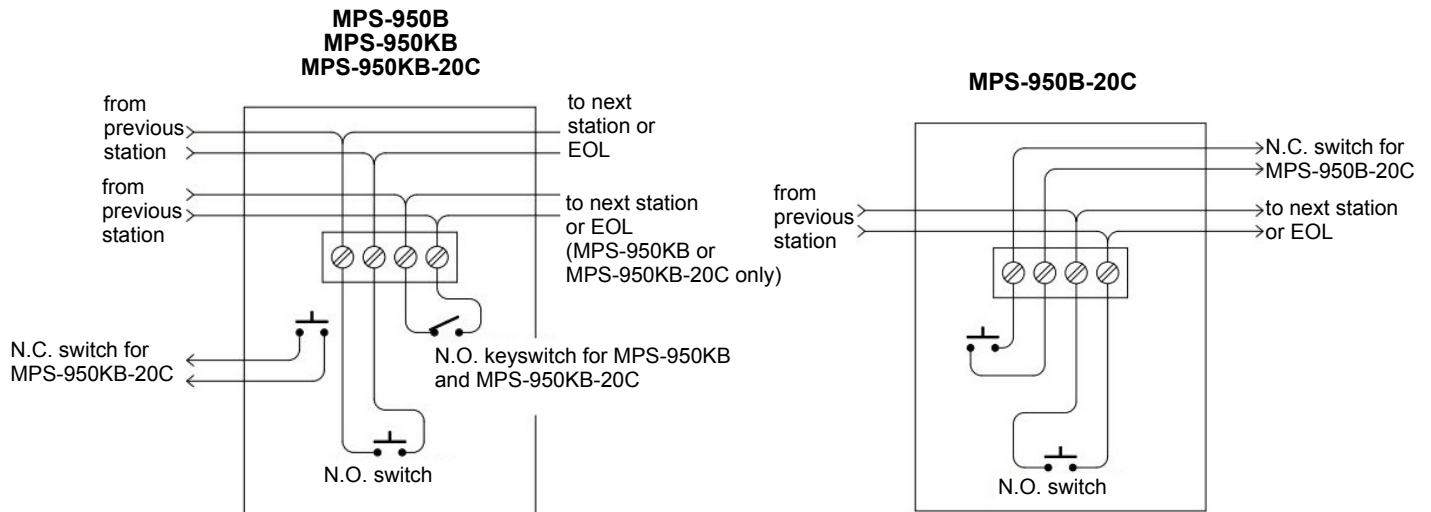 MPS-950B
MPS-950KB
MPS-950KB-20C
from
previous
station
to next
station or
EOL
from
previous
station
to next station
or EOL
(MPS-950KB or
MPS-950KB-20C only)
N.C. switch for
MPS-950KB-20C
N.O. keyswitch for MPS-950KB
and MPS-950KB-20C
N.O. switch
MPS-950B-20C
N.C. switch for
MPS-950B-20C
from
previous
station
to next station
or EOL
N.O. switch